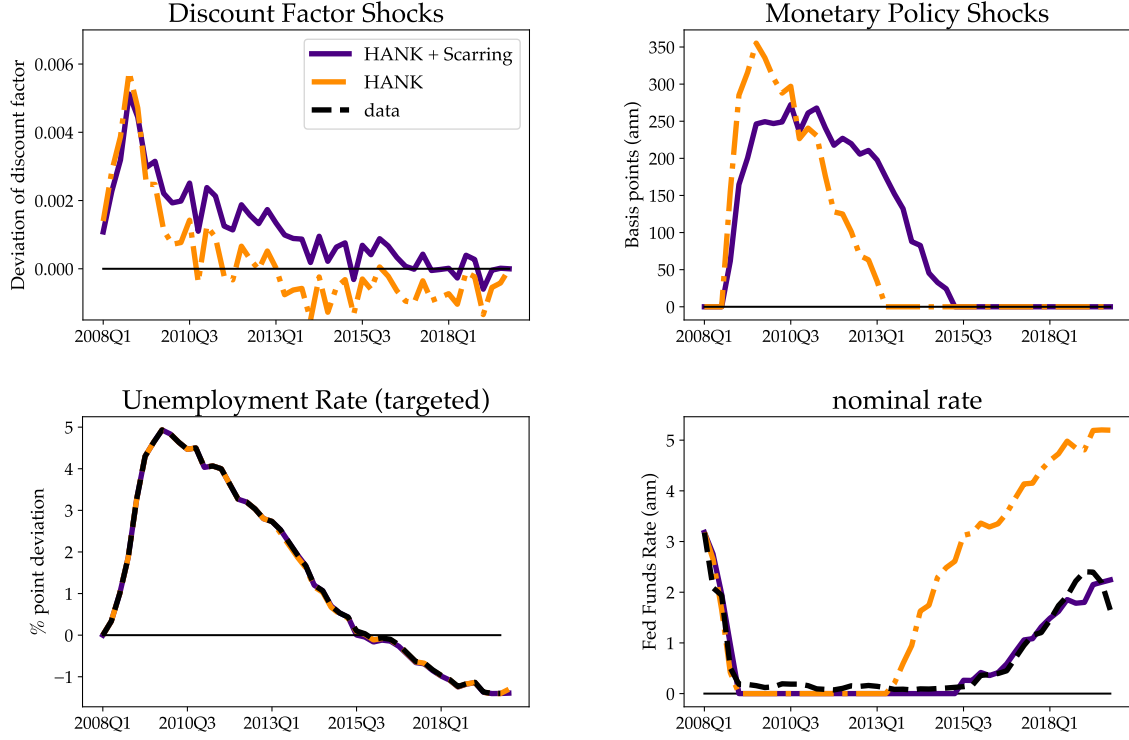 Discount Factor Shocks
Deviation of discount factor
0.006
0.004
0.002
0.000
2008Q1
2010Q3
2013Q1
2015Q3
2018Q1
HANK + Scarring
HANK
data
Monetary Policy Shocks
Basis points (ann)
350
300
250
200
150
100
50
0
2008Q1
2010Q3
2013Q1
2015Q3
2018Q1
Unemployment Rate (targeted)
% point deviation
5
4
3
2
1
0
−1
2008Q1
2010Q3
2013Q1
2015Q3
2018Q1
nominal rate
Fed Funds Rate (ann)
5
4
3
2
1
0
2008Q1
2010Q3
2013Q1
2015Q3
2018Q1